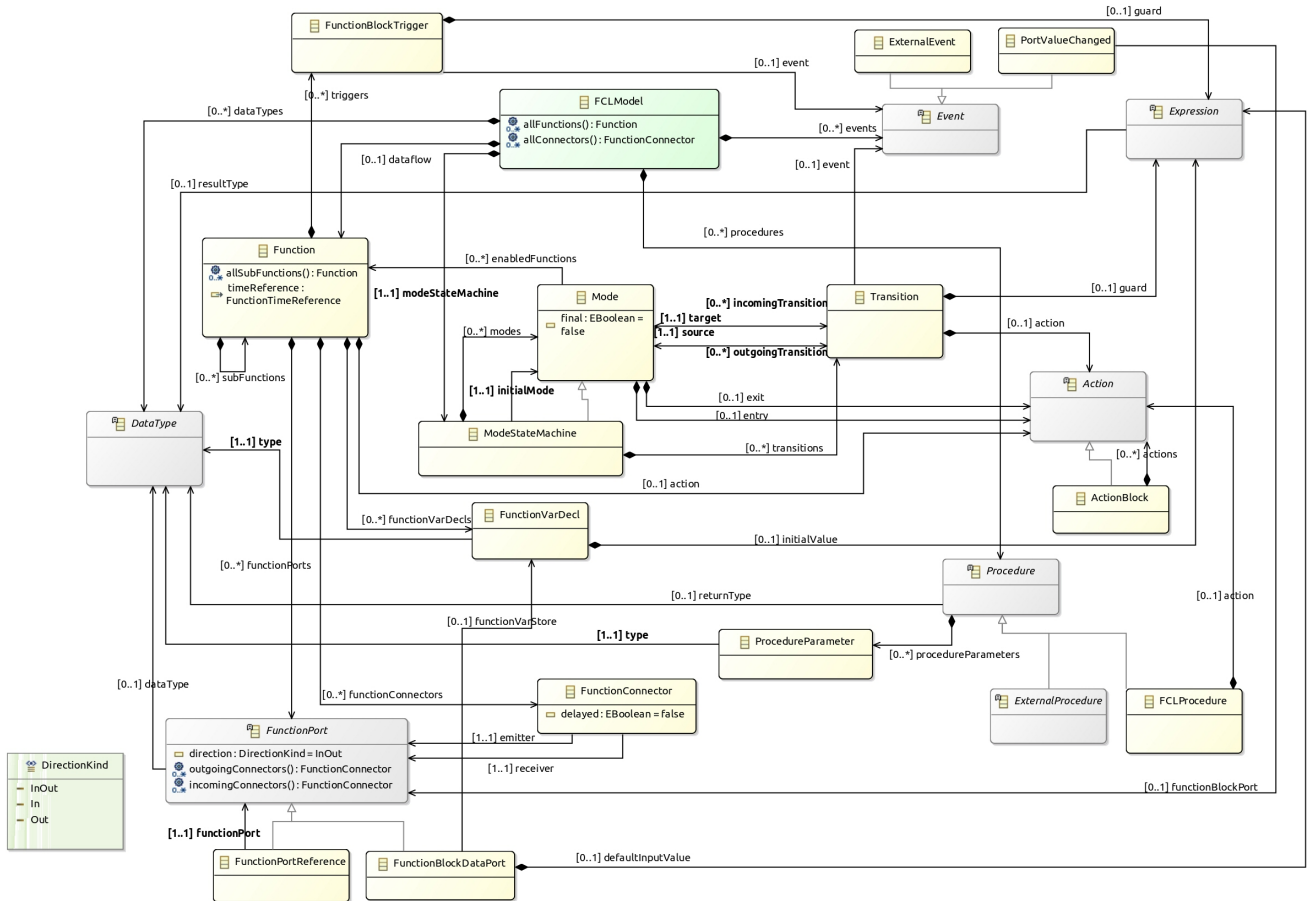 FunctionBlockTrigger
[0..1] guard
ExternalEvent
PortValueChanged
[0..1] event
[0..*] triggers
FCLModel
allFunctions() : Function
allConnectors() : FunctionConnector
[0..*] dataTypes
[0..*] events
Event
Expression
[0..1] dataflow
[0..1] event
[0..1] resultType
[0..*] procedures
Function
allSubFunctions() : Function
timeReference :
FunctionTimeReference
[0..*] enabledFunctions
[1..1] modeStateMachine
Mode
final : EBoolean =
false
[0..*] incomingTransition
[1..1] target
[1..1] source
[0..*] outgoingTransition
Transition
[0..1] guard
[0..1] action
[0..*] modes
[0..*] subFunctions
[1..1] initialMode
Action
[0..1] exit
[0..1] entry
DataType
[1..1] type
ModeStateMachine
[0..*] transitions
[0..*] actions
[0..1] action
ActionBlock
FunctionVarDecl
[0..*] functionVarDecls
[0..1] initialValue
[0..*] functionPorts
Procedure
[0..1] returnType
[0..1] action
[0..1] functionVarStore
[1..1] type
ProcedureParameter
[0..*] procedureParameters
[0..1] dataType
[0..*] functionConnectors
FunctionConnector
delayed : EBoolean = false
ExternalProcedure
FCLProcedure
FunctionPort
direction : DirectionKind = InOut
outgoingConnectors() : FunctionConnector
incomingConnectors() : FunctionConnector
[1..1] emitter
[1..1] receiver
DirectionKind
InOut
In
Out
[0..1] functionBlockPort
[1..1] functionPort
FunctionPortReference
FunctionBlockDataPort
[0..1] defaultInputValue